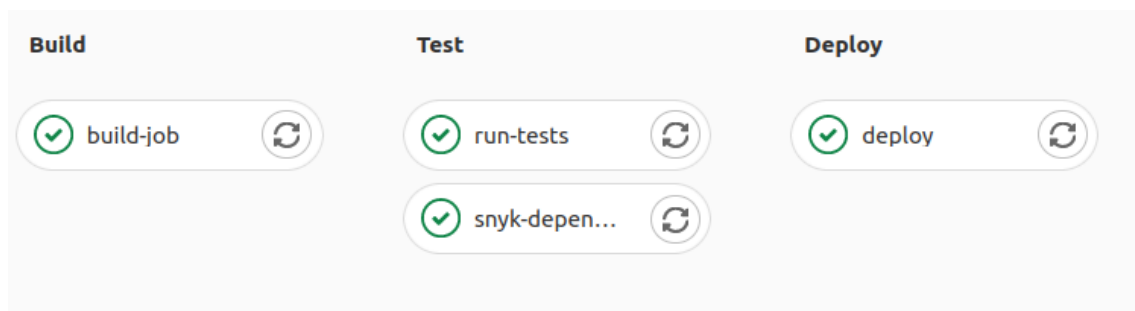 Build
Test
Deploy
build-job
run-tests
deploy
snyk-depen...